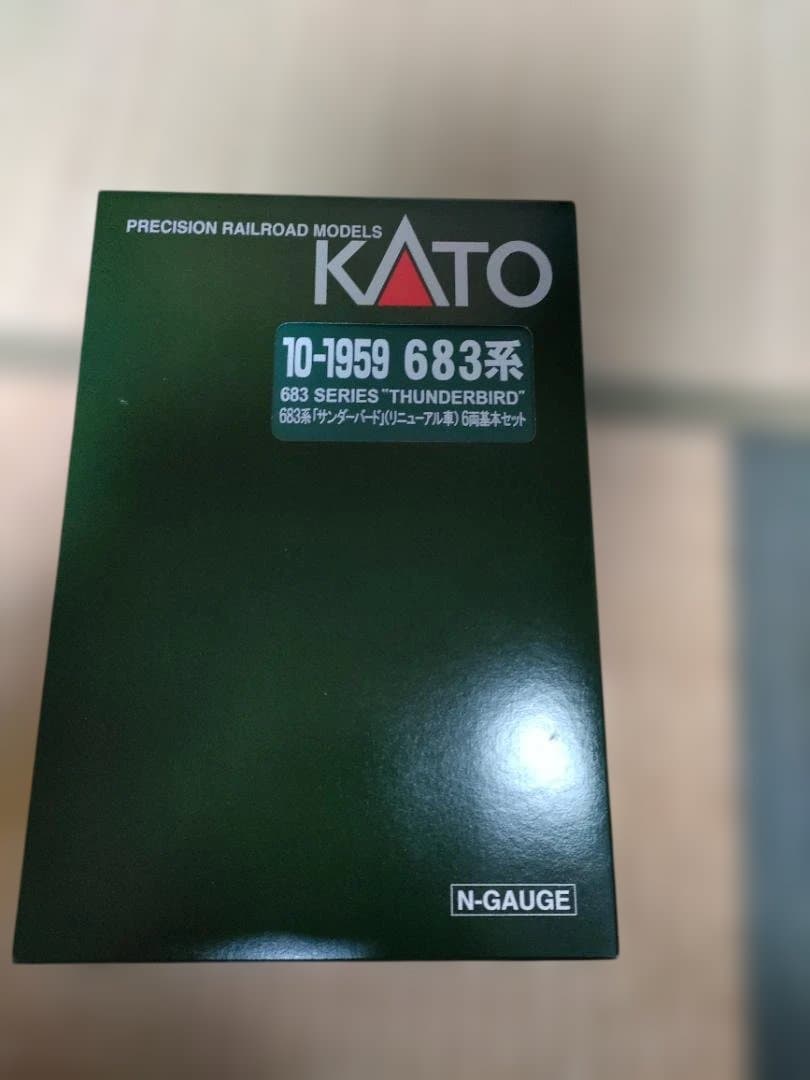 PRECISION RAILROAD MODELS
KATO
10-1959 683系
683 SERIES "THUNDERBIRD"
683系「サンダーバード」(リニューアル車) 6両基本セット
N-GAUGE